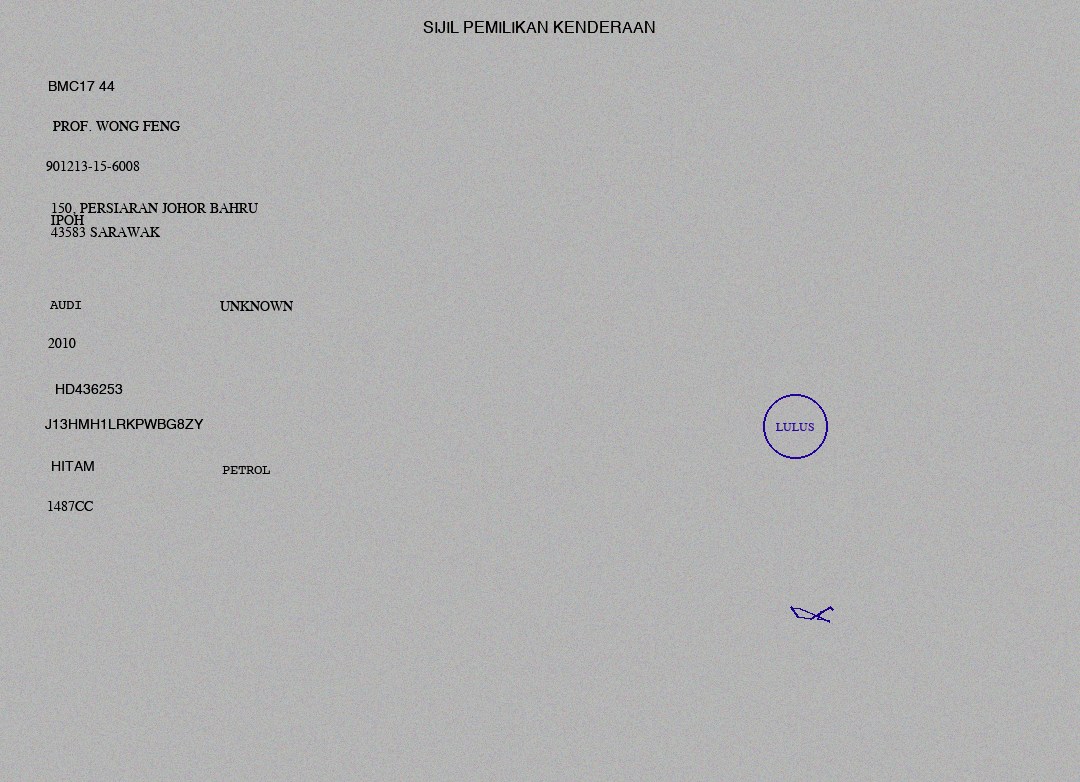 SIJIL PEMILIKAN KENDERAAN
BMC17 44
PROF. WONG FENG
901213-15-6008
150, PERSIARAN JOHOR BAHRU
IPOH
43583 SARAWAK
AUDI UNKNOWN
2010
HD436253
J13HMH1LRKPWBG8ZY
LULUS
HITAM PETROL
1487CC